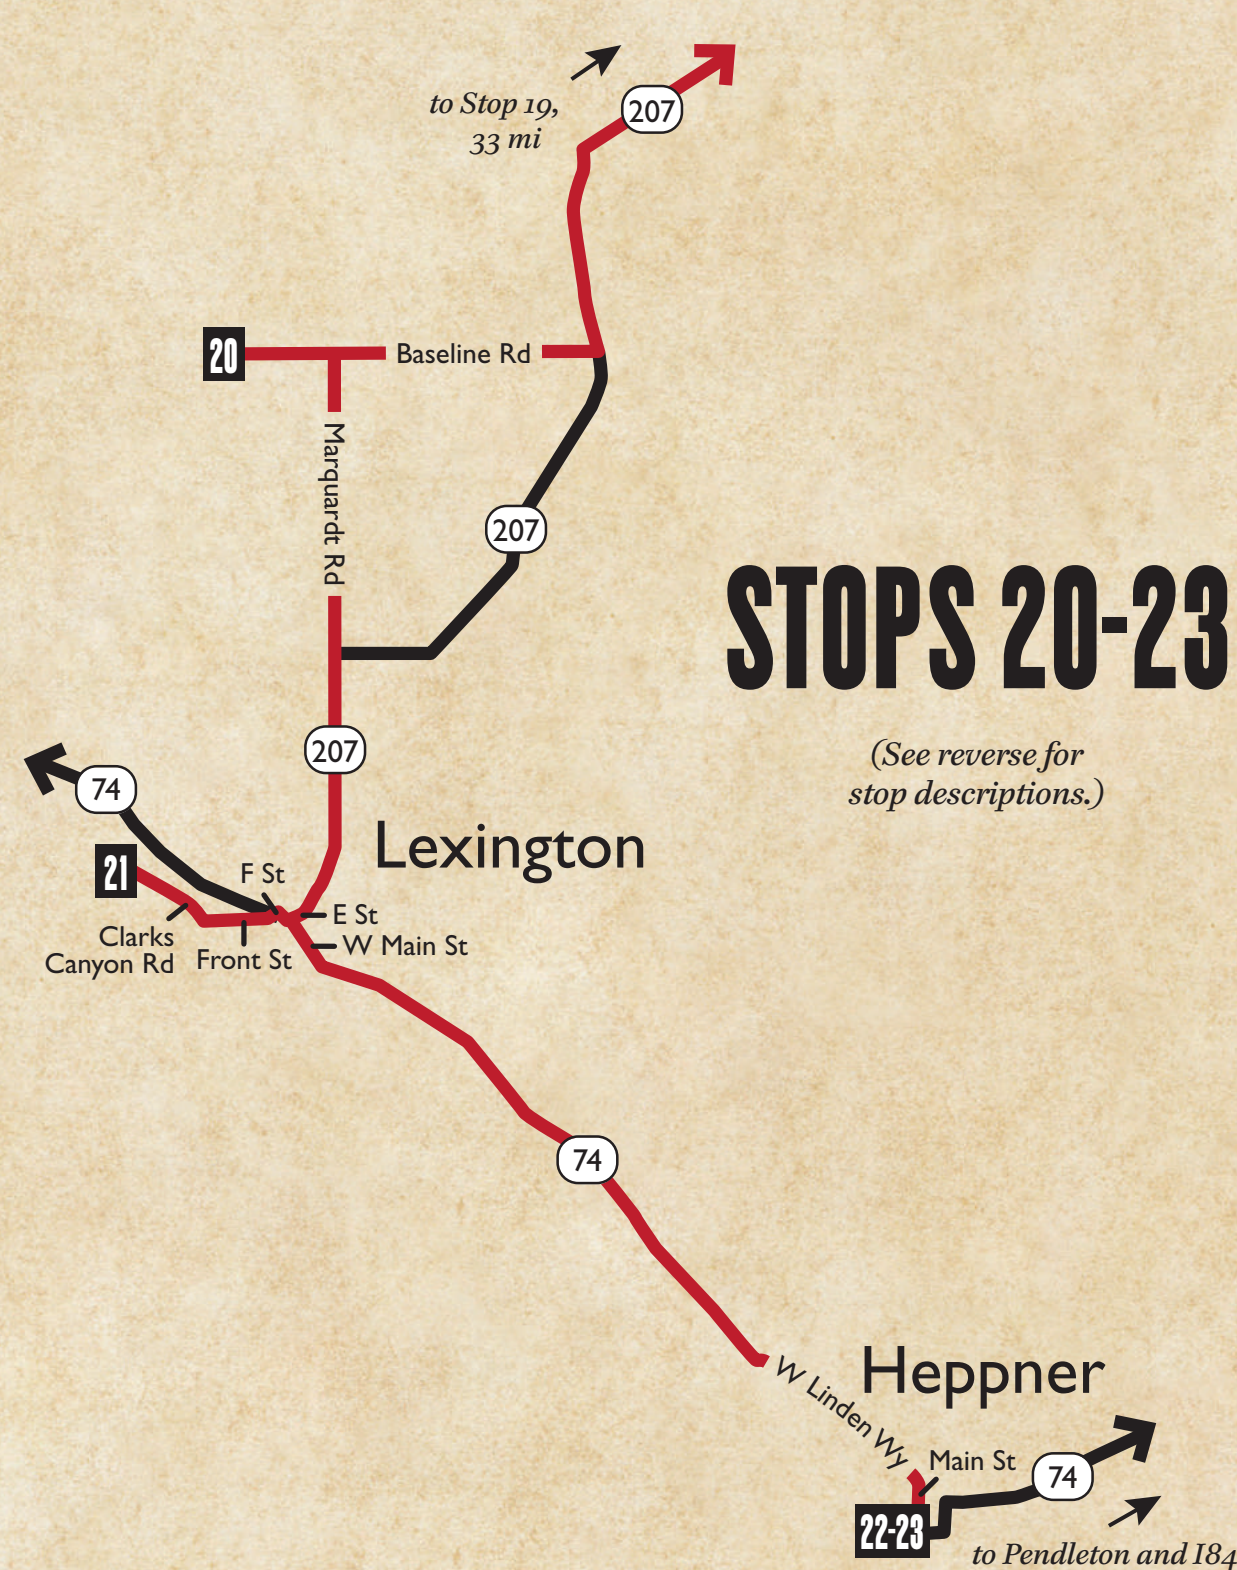 to Stop 19,
33 mi
207
20
Baseline Rd
Marquardt Rd
207
STOPS 20-23
(See reverse for
stop descriptions.)
207
74
Lexington
21
F St
E St
W Main St
Clarks
Canyon Rd
Front St
74
Heppner
W Linden Wy
Main St
74
22-23
to Pendleton and I84